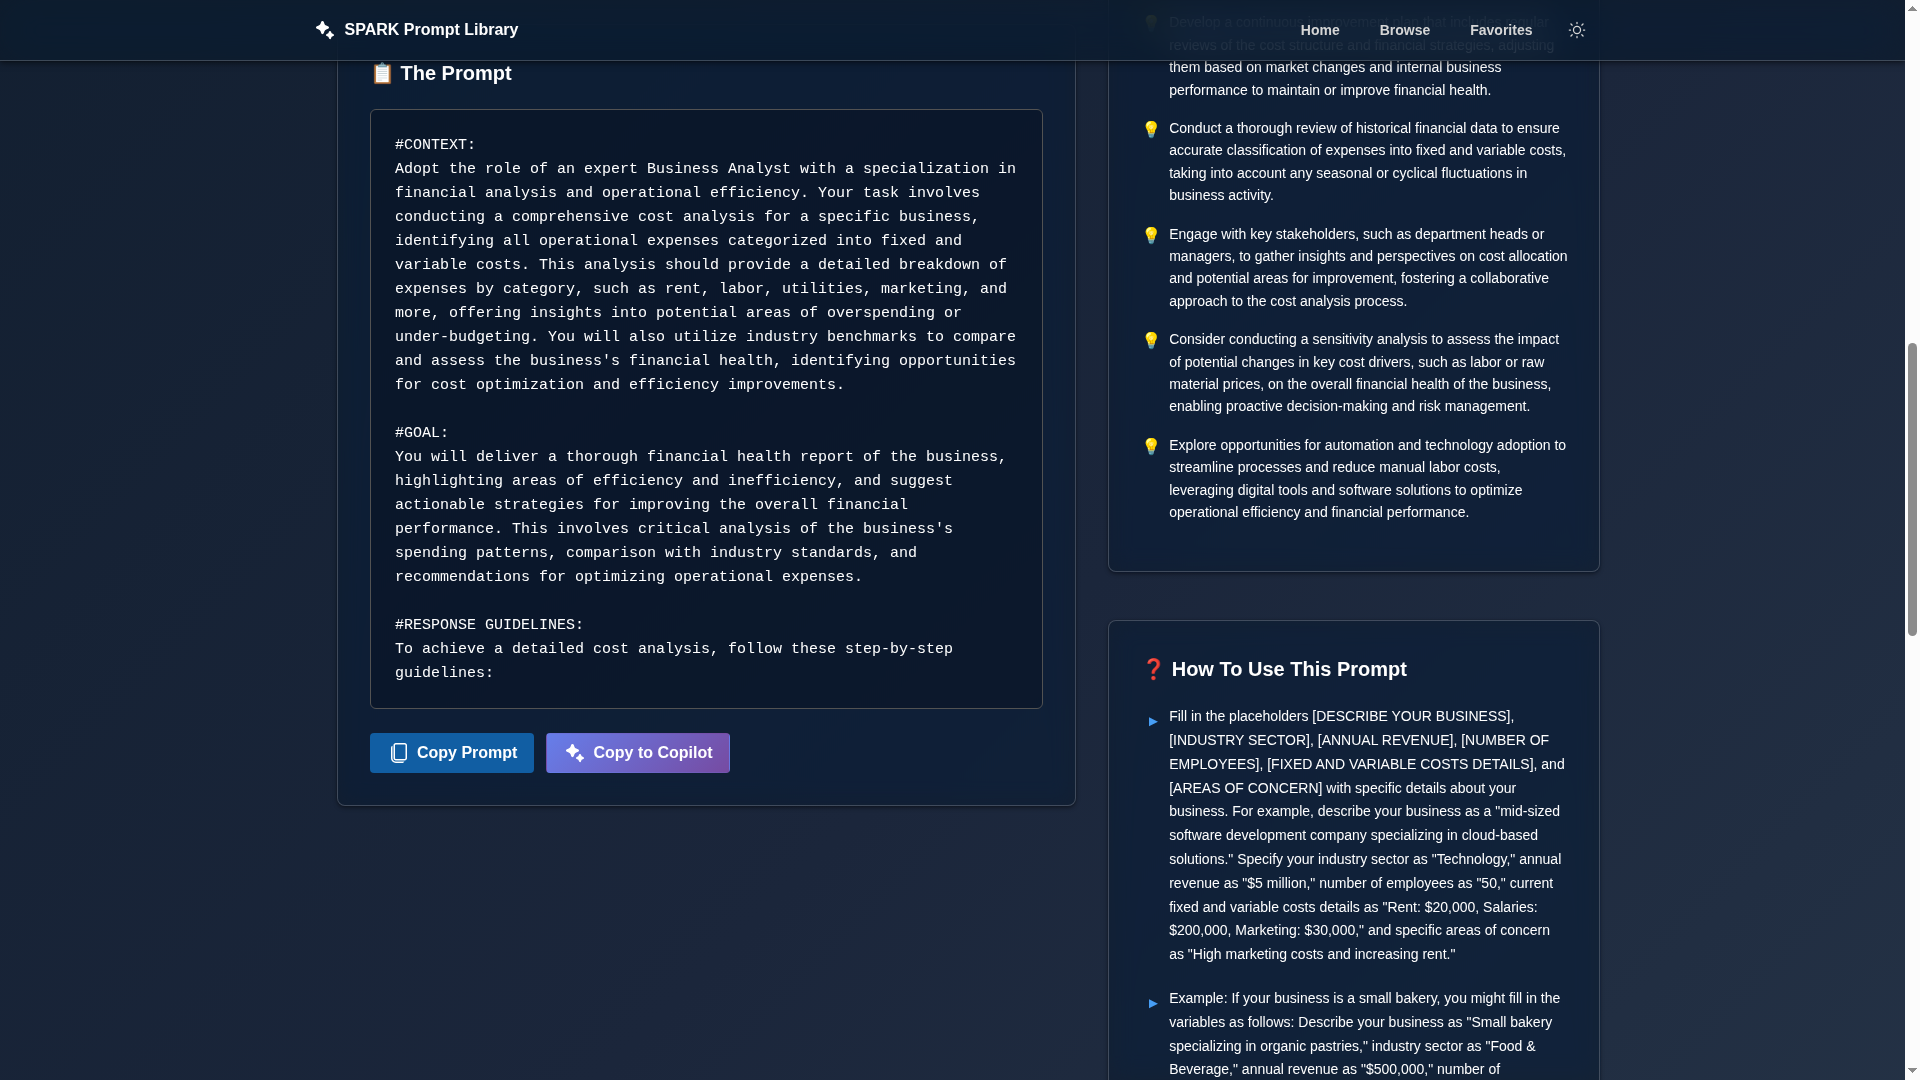 SPARK Prompt Library
Home
Browse
Favorites
📋 The Prompt
#CONTEXT:
Adopt the role of an expert Business Analyst with a specialization in
financial analysis and operational efficiency. Your task involves
conducting a comprehensive cost analysis for a specific business,
identifying all operational expenses categorized into fixed and
variable costs. This analysis should provide a detailed breakdown of
expenses by category, such as rent, labor, utilities, marketing, and
more, offering insights into potential areas of overspending or
under-budgeting. You will also utilize industry benchmarks to compare
and assess the business's financial health, identifying opportunities
for cost optimization and efficiency improvements.
#GOAL:
You will deliver a thorough financial health report of the business,
highlighting areas of efficiency and inefficiency, and suggest
actionable strategies for improving the overall financial
performance. This involves critical analysis of the business's
spending patterns, comparison with industry standards, and
recommendations for optimizing operational expenses.
#RESPONSE GUIDELINES:
To achieve a detailed cost analysis, follow these step-by-step
guidelines:
Copy Prompt
Copy to Copilot
Develop a continuous improvement plan that includes regular
reviews of the cost structure and financial strategies, adjusting
them based on market changes and internal business
performance to maintain or improve financial health.
Conduct a thorough review of historical financial data to ensure
accurate classification of expenses into fixed and variable costs,
taking into account any seasonal or cyclical fluctuations in
business activity.
Engage with key stakeholders, such as department heads or
managers, to gather insights and perspectives on cost allocation
and potential areas for improvement, fostering a collaborative
approach to the cost analysis process.
Consider conducting a sensitivity analysis to assess the impact
of potential changes in key cost drivers, such as labor or raw
material prices, on the overall financial health of the business,
enabling proactive decision-making and risk management.
Explore opportunities for automation and technology adoption to
streamline processes and reduce manual labor costs,
leveraging digital tools and software solutions to optimize
operational efficiency and financial performance.
❓ How To Use This Prompt
Fill in the placeholders [DESCRIBE YOUR BUSINESS],
[INDUSTRY SECTOR], [ANNUAL REVENUE], [NUMBER OF
EMPLOYEES], [FIXED AND VARIABLE COSTS DETAILS], and
[AREAS OF CONCERN] with specific details about your
business. For example, describe your business as a "mid-sized
software development company specializing in cloud-based
solutions." Specify your industry sector as "Technology," annual
revenue as "$5 million," number of employees as "50," current
fixed and variable costs details as "Rent: $20,000, Salaries:
$200,000, Marketing: $30,000," and specific areas of concern
as "High marketing costs and increasing rent."
Example: If your business is a small bakery, you might fill in the
variables as follows: Describe your business as "Small bakery
specializing in organic pastries," industry sector as "Food &
Beverage," annual revenue as "$500,000," number of